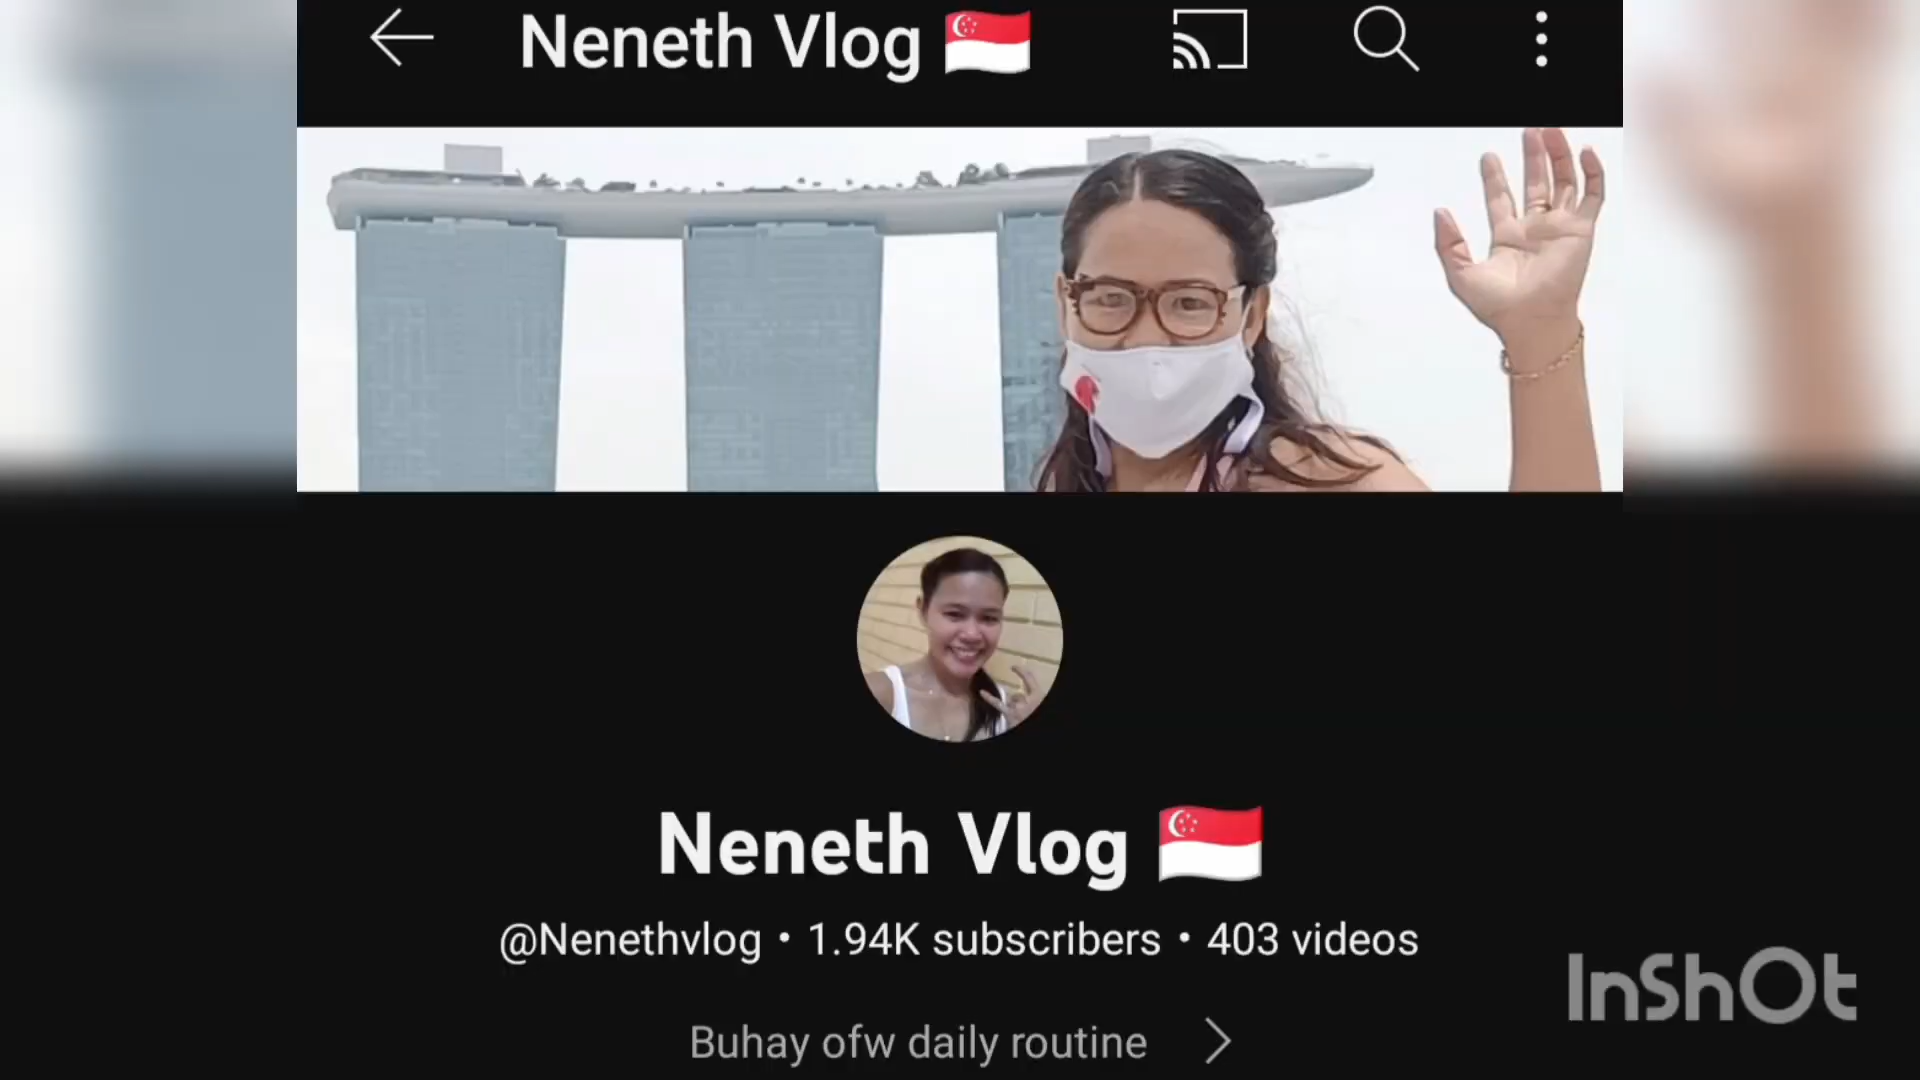 Neneth Vlog 🇸🇬
Neneth Vlog 🇸🇬
@Nenethvlog • 1.94K subscribers • 403 videos
Buhay ofw daily routine
InShOt